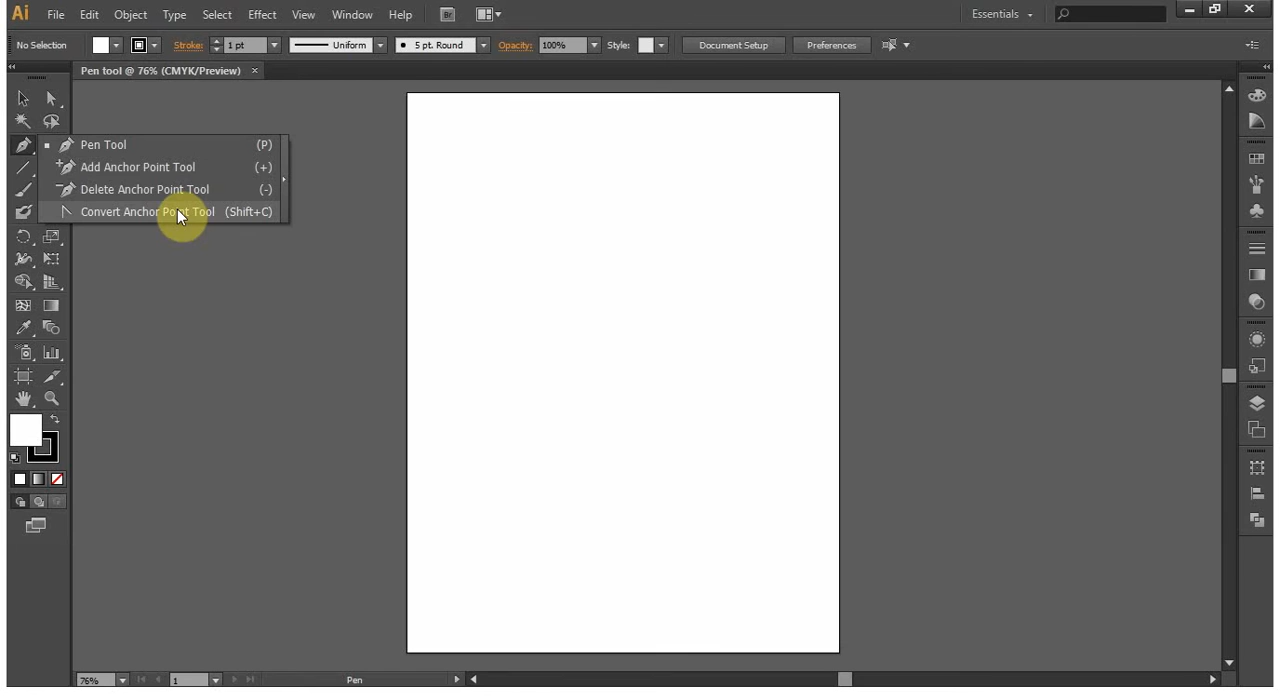 Ai File Edit Object Type Select Effect View Window Help Br Essentials
No Selection Stroke: 1 pt Uniform 5 pt. Round Opacity: 100% Style: Document Setup Preferences
Pen tool @ 76% (CMYK/Preview) ×
Pen Tool (P)
Add Anchor Point Tool (+)
Delete Anchor Point Tool (-)
Convert Anchor Point Tool (Shift+C)
76% 1 Pen